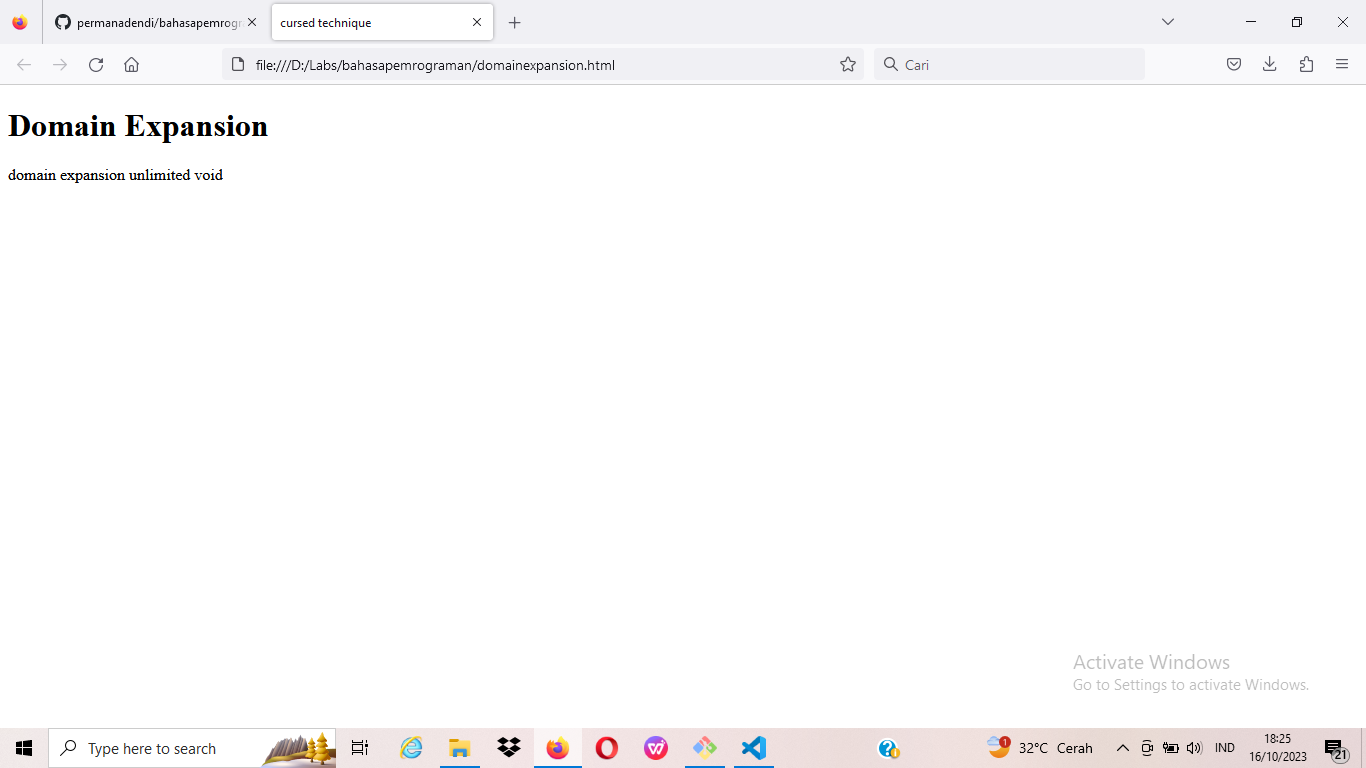 permanadendi/bahasapemrogr
cursed technique
file:///D:/Labs/bahasapemrograman/domainexpansion.html
Cari
Domain Expansion
domain expansion unlimited void
Activate Windows
Go to Settings to activate Windows.
Type here to search
1
32°C Cerah
IND
18:25
16/10/2023
21